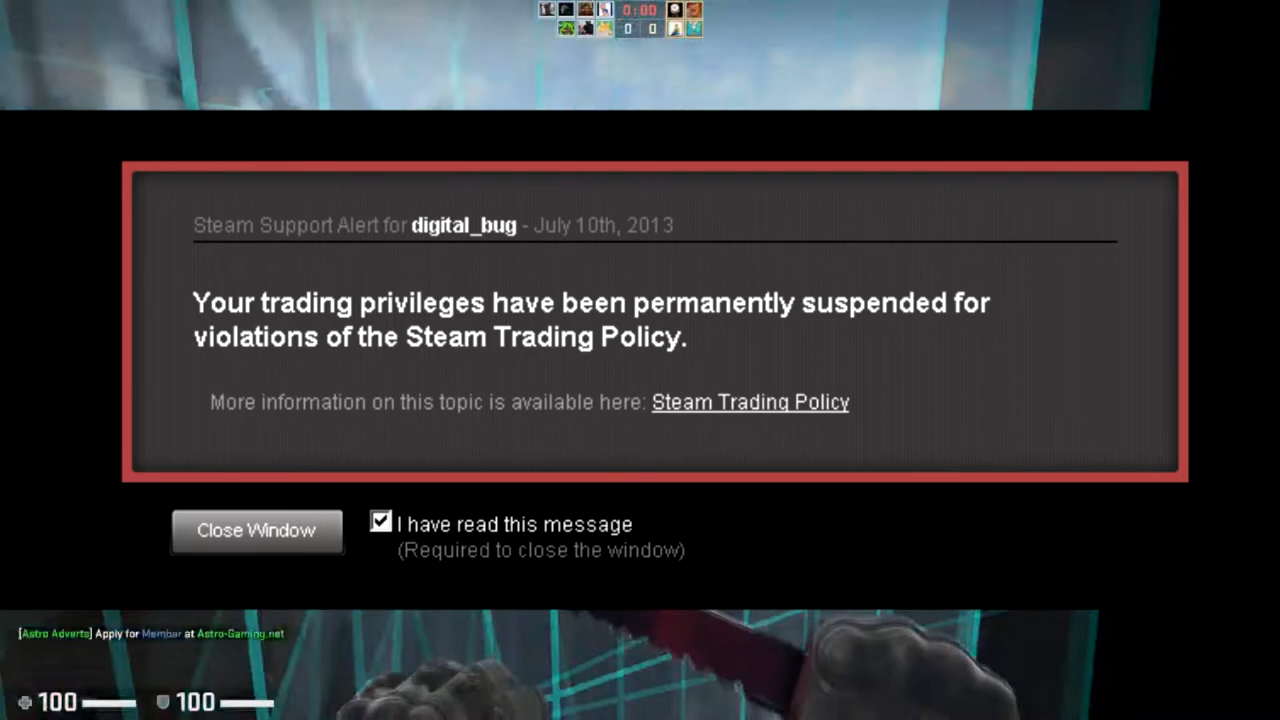 0:00
0 0
Steam Support Alert for digital_bug - July 10th, 2013
Your trading privileges have been permanently suspended for
violations of the Steam Trading Policy.
More information on this topic is available here: Steam Trading Policy
Close Window
I have read this message
(Required to close the window)
[Astro Adverts] Apply for Member at Astro-Gaming.net
100 100